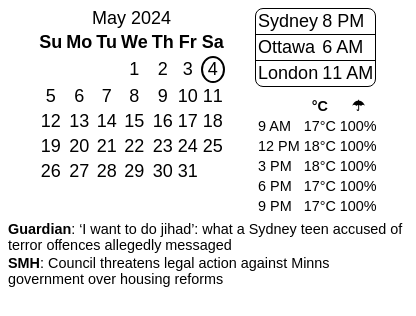 May 2024
Su Mo Tu We Th Fr Sa
1 2 3 4
5 6 7 8 9 10 11
12 13 14 15 16 17 18
19 20 21 22 23 24 25
26 27 28 29 30 31
Sydney 8 PM
Ottawa 6 AM
London 11 AM
°C ☂
9 AM 17°C 100%
12 PM 18°C 100%
3 PM 18°C 100%
6 PM 17°C 100%
9 PM 17°C 100%
Guardian: ‘I want to do jihad’: what a Sydney teen accused of
terror offences allegedly messaged
SMH: Council threatens legal action against Minns
government over housing reforms